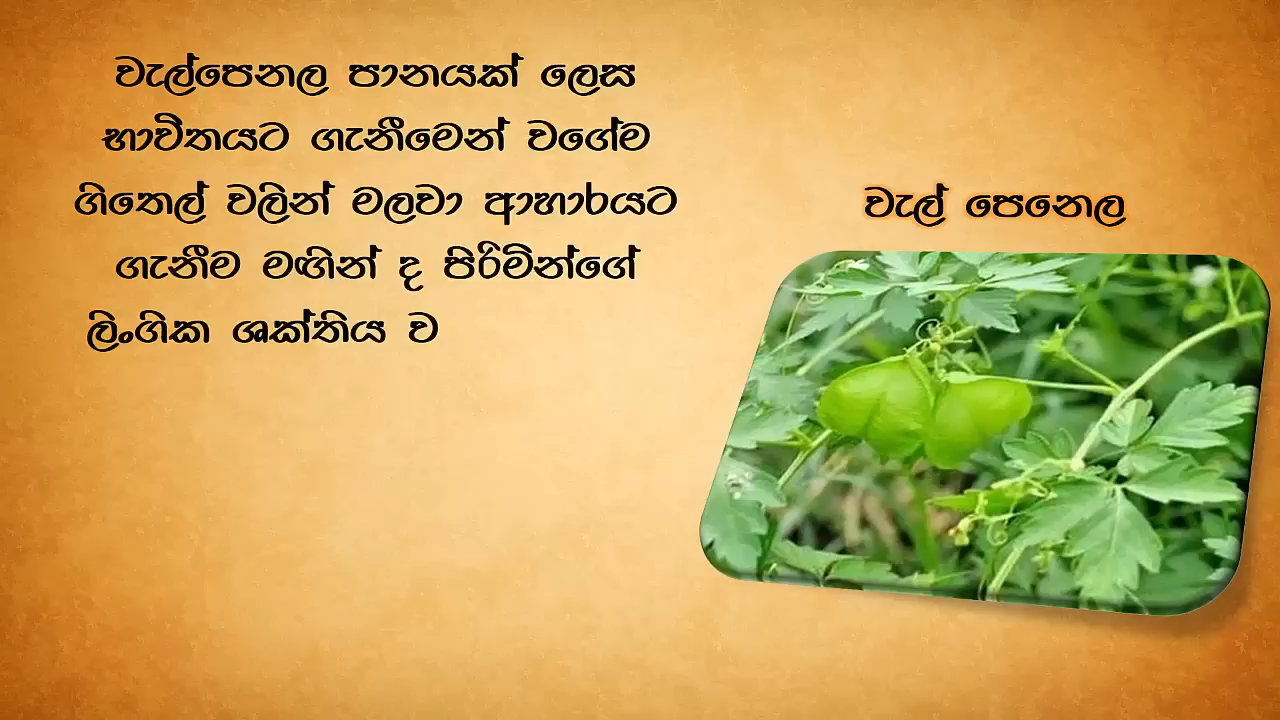 වැල්පෙනල පානයක් ලෙස
භාවිතයට ගැනීමෙන් වගේම
ගිතෙල් වලින් මලවා ආහාරයට
ගැනීම මඟින් ද පිරිමින්ගේ
ලිංගික ශක්තිය ව
වැල් පෙනෙල